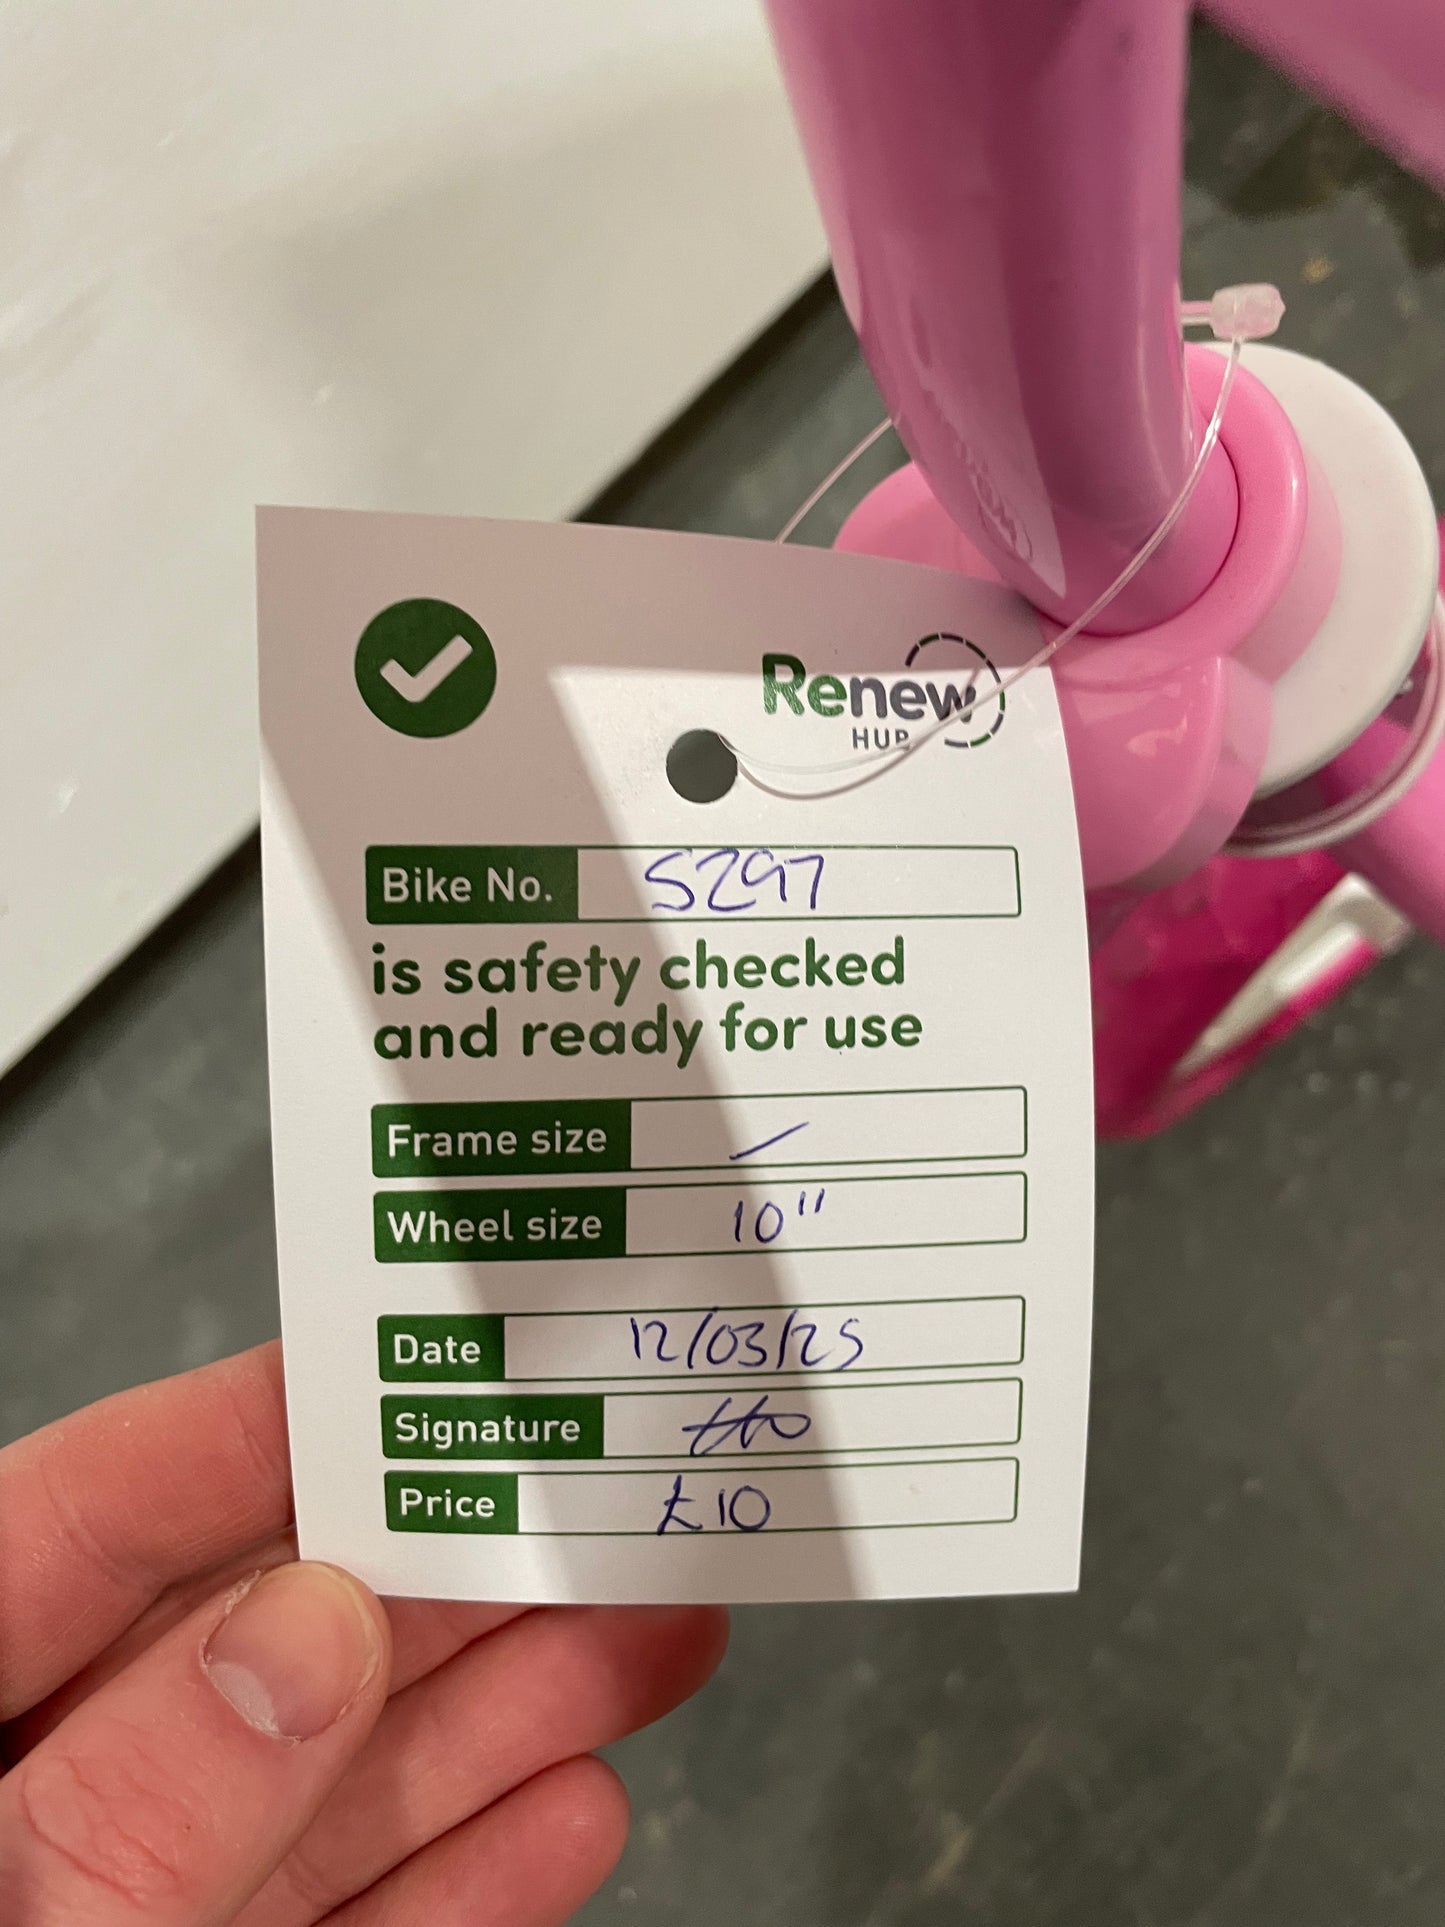 Renew
HUB
Bike No. 5297
is safety checked
and ready for use
Frame size –
Wheel size 10"
Date 12/03/25
Signature
Price £10